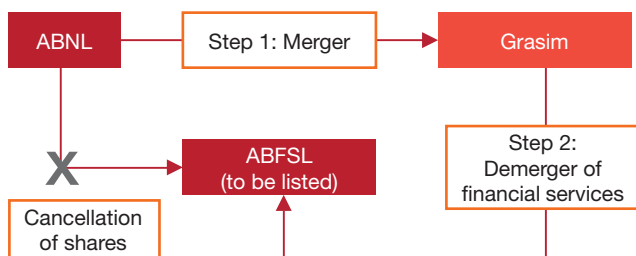 ABNL
Step 1: Merger
Grasim
Step 2:
Demerger of
financial services
ABFSL
(to be listed)
X
Cancellation
of shares